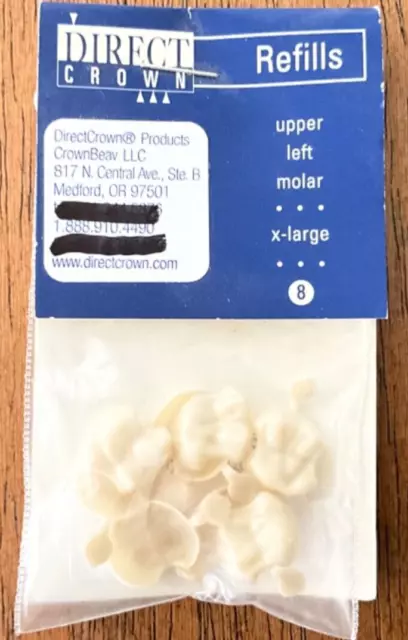 DIRECT
CROWN
Refills
DirectCrown® Products
CrownBeav LLC
817 N. Central Ave., Ste. B
Medford, OR 97501
1.888.910.4490
www.directcrown.com
upper
left
molar
• • •
x-large
• • •
8